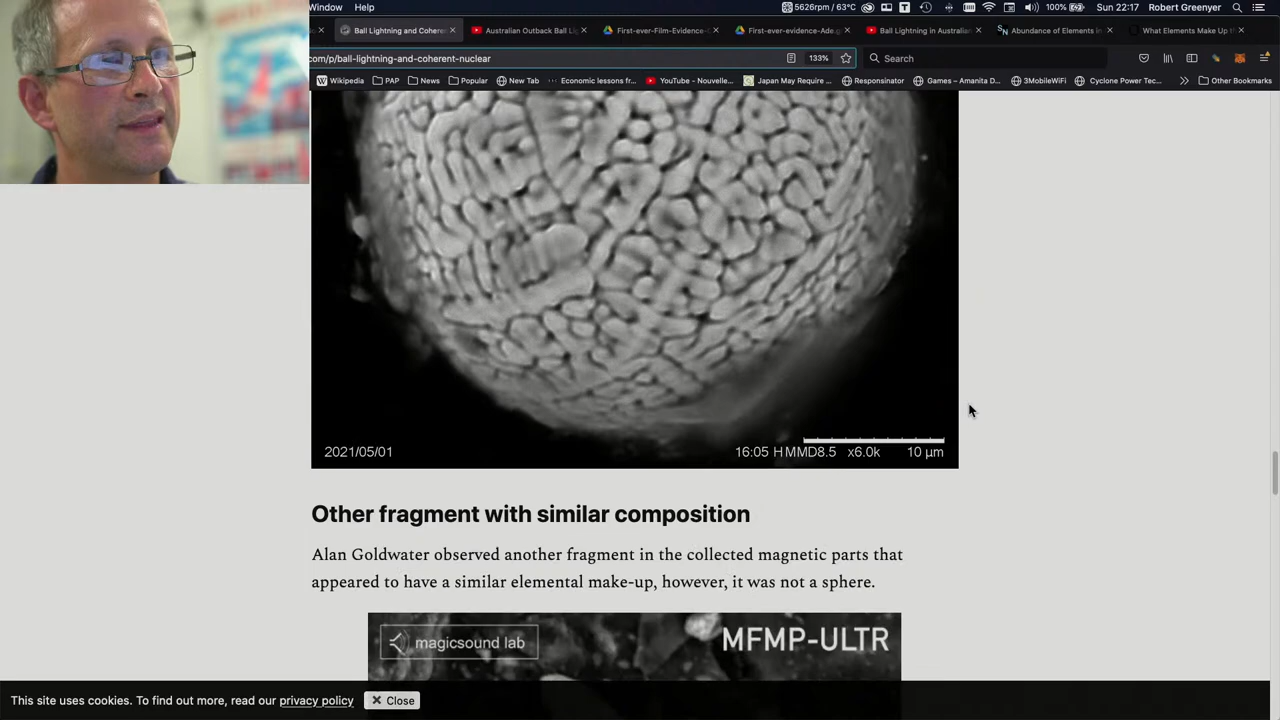 Window Help
5626rpm / 63°C
100%
Sun 22:17 Robert Greenyer
Ball Lightning and Coheren
Australian Outback Ball Li
First-ever-Film-Evidence-
First-ever-evidence-Ade.g
Ball Lightning in Australian
Abundance of Elements in
What Elements Make Up th
com/p/ball-lightning-and-coherent-nuclear
133%
Search
Wikipedia PAP News Popular New Tab Economic lessons fr... YouTube - Nouvelle... Japan May Require ... Responsinator Games – Amanita D... 3MobileWiFi Cyclone Power Tec... Other Bookmarks
2021/05/01 16:05 HMMD8.5 x6.0k 10 µm
Other fragment with similar composition
Alan Goldwater observed another fragment in the collected magnetic parts that
appeared to have a similar elemental make-up, however, it was not a sphere.
magicsound lab
MFMP-ULTR
This site uses cookies. To find out more, read our privacy policy
Close